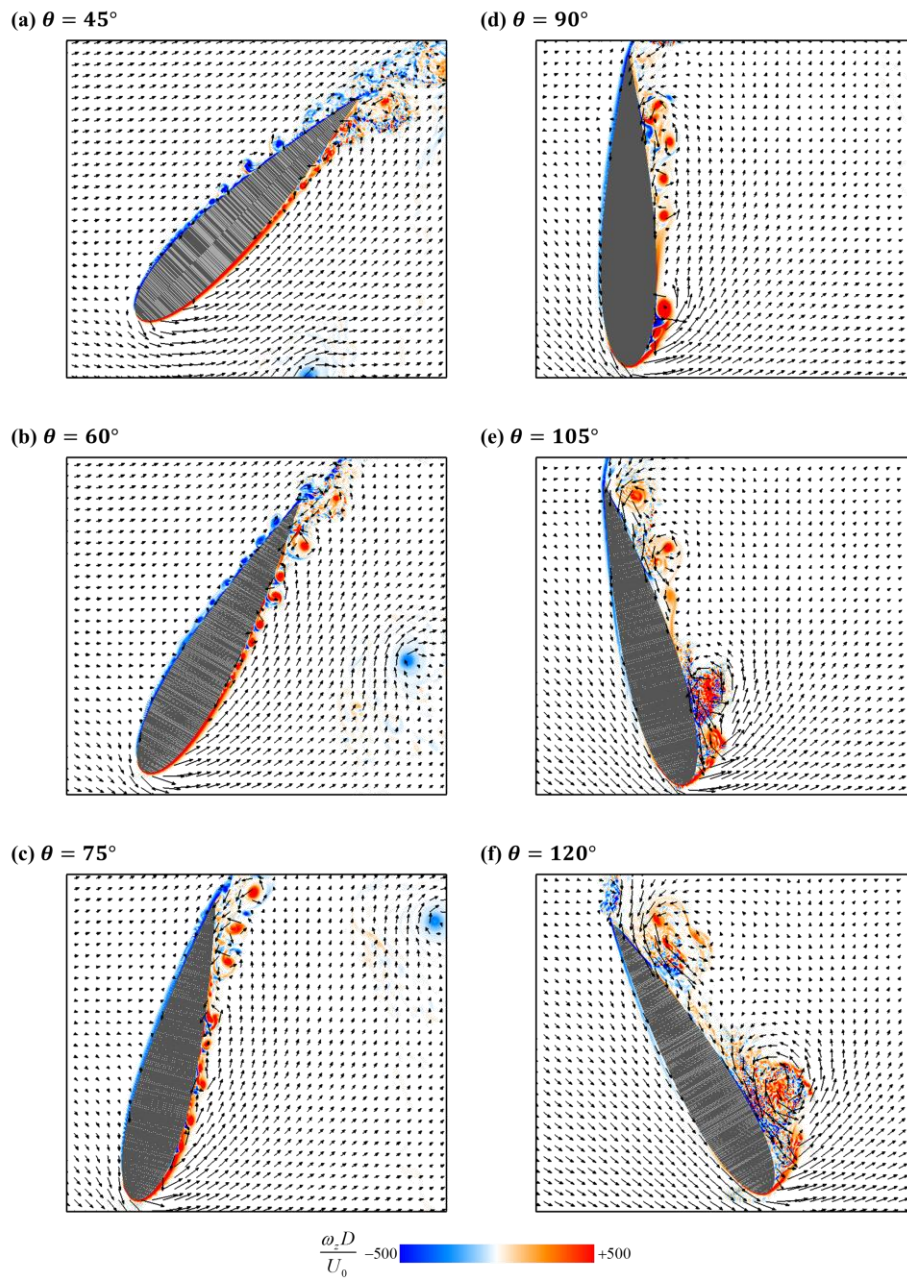 (a) θ = 45°
(d) θ = 90°
(b) θ = 60°
(e) θ = 105°
(c) θ = 75°
(f) θ = 120°
ω_z D / U_0 −500 +500